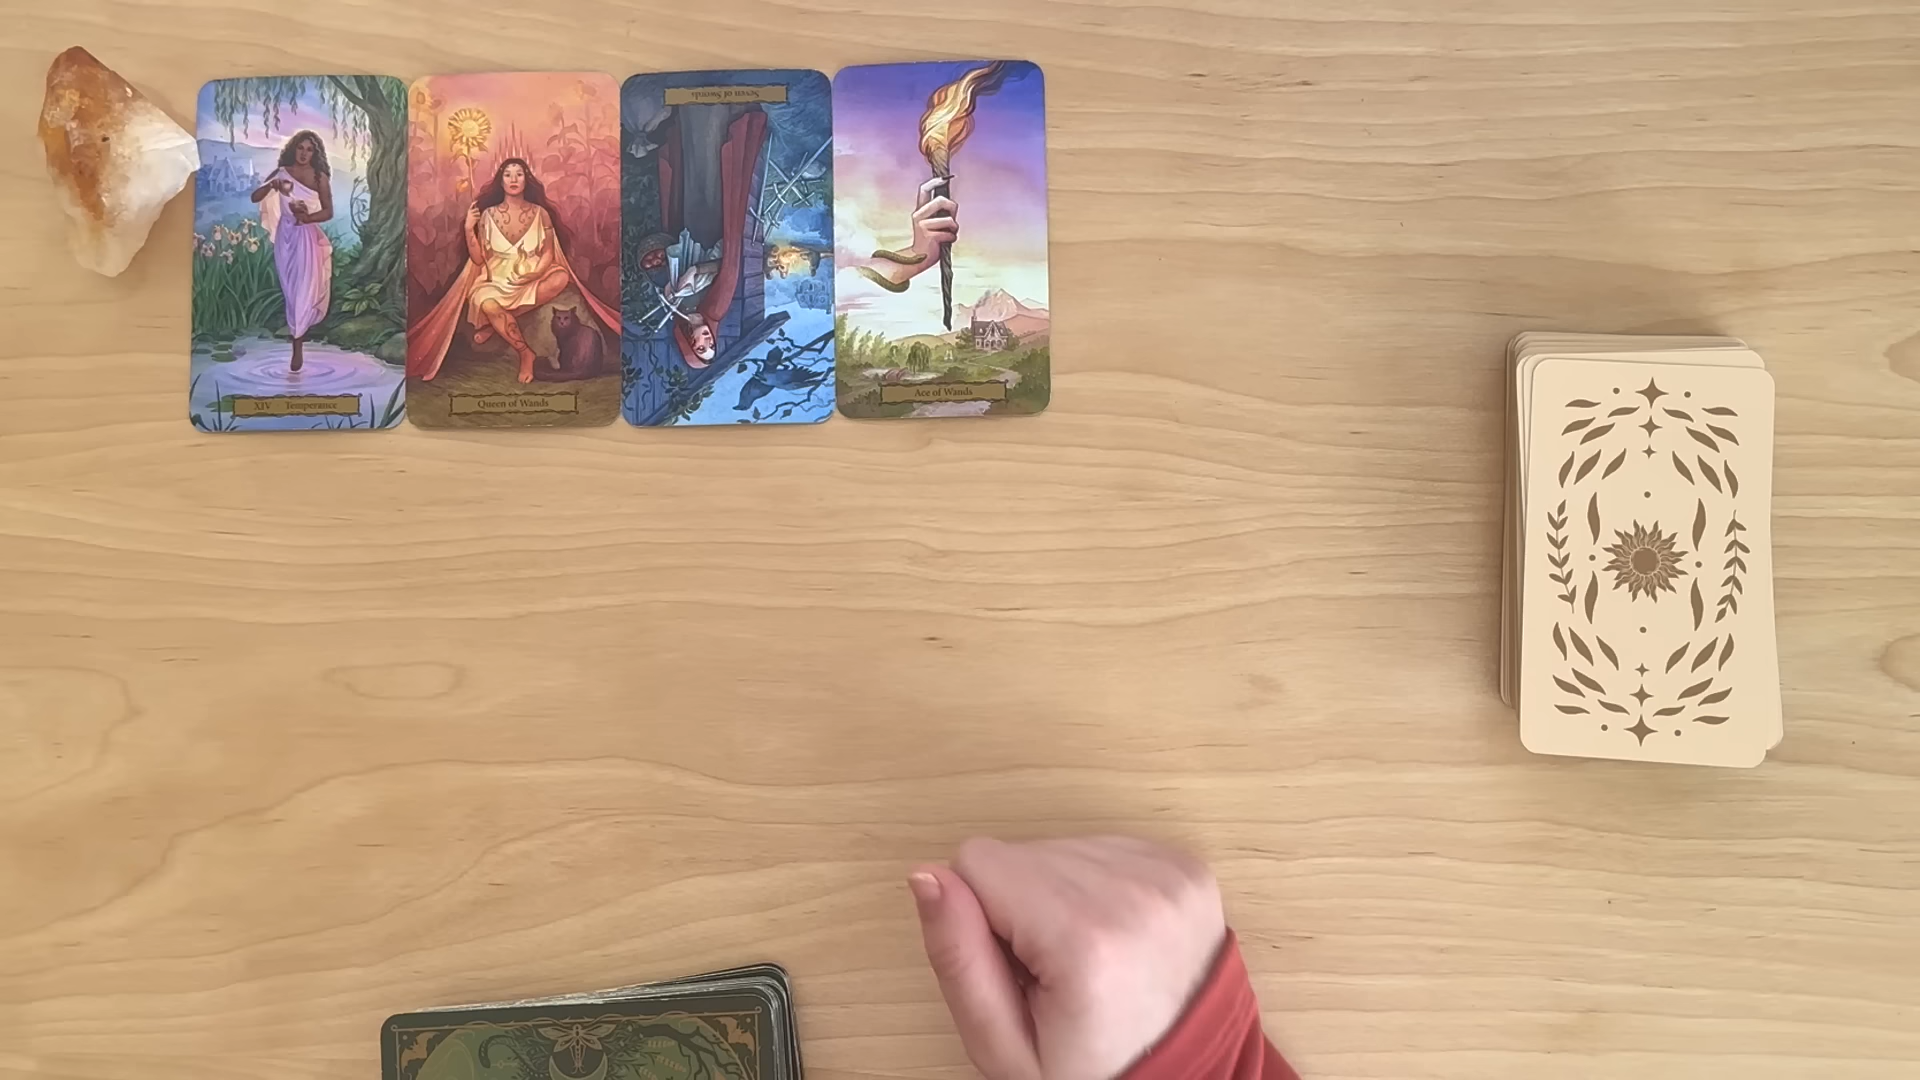 XIV Temperance
Queen of Wands
Seven of Swords
Ace of Wands